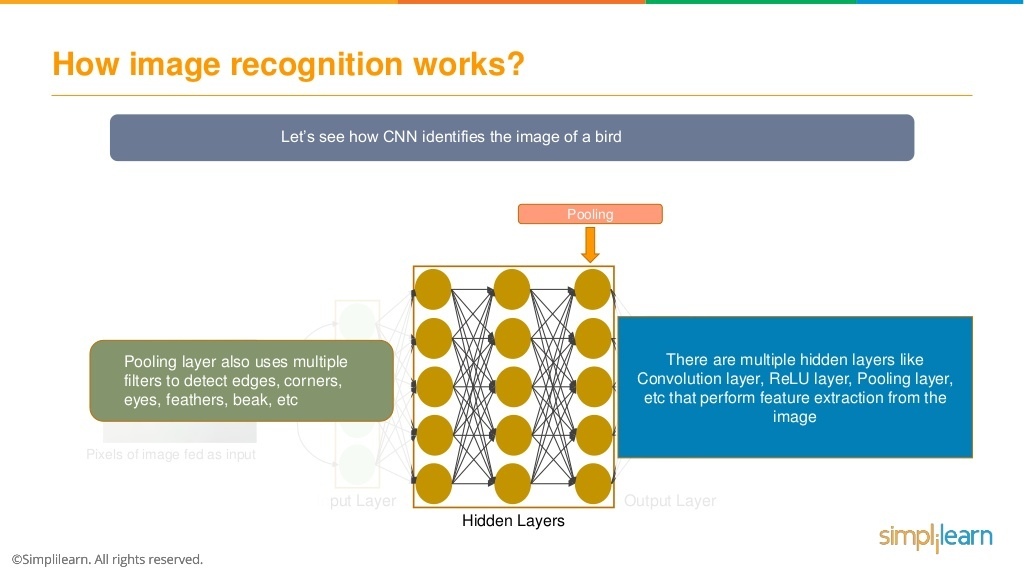 How image recognition works?
Let's see how CNN identifies the image of a bird
Pooling
Pooling layer also uses multiple
filters to detect edges, corners,
eyes, feathers, beak, etc
There are multiple hidden layers like
Convolution layer, ReLU layer, Pooling layer,
etc that perform feature extraction from the
image
Pixels of image fed as input
put Layer
Output Layer
Hidden Layers
simplilearn
©Simplilearn. All rights reserved.